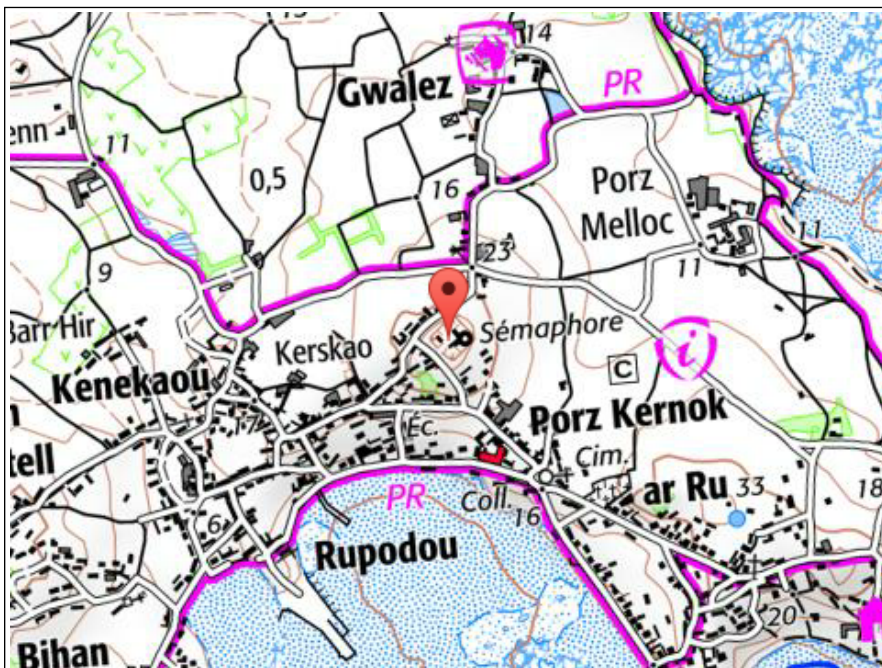 14
Gwalez
PR
enn
11
0,5
16
Porz
Melloc
23
11
11
9
Barr Hir
Sémaphore
Kerskao
i
Kenekaou
C
Porz Kernok
17
Éc.
tell
Cim.
ar Ru
33
18
PR
Coll.
16
6
Rupodou
20
Bihan